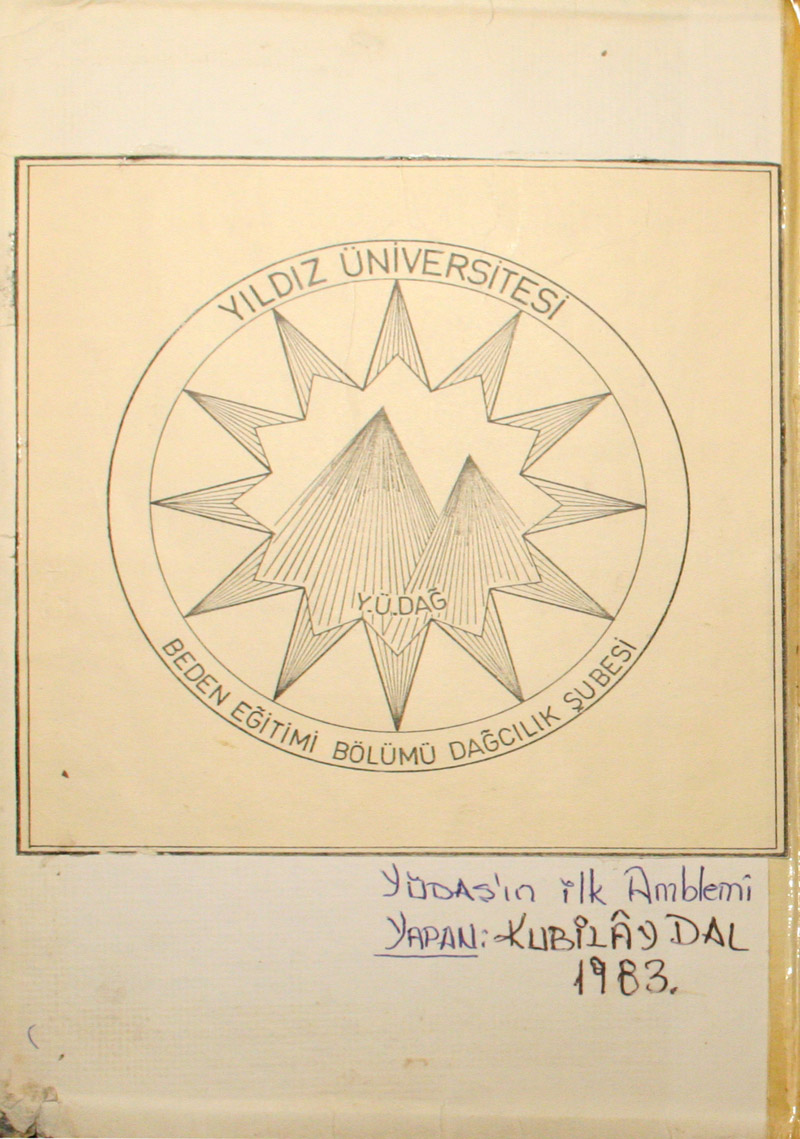 YILDIZ ÜNİVERSİTESİ
Y.Ü.DAĞ
BEDEN EĞİTİMİ BÖLÜMÜ DAĞCILIK ŞUBESİ
YÜDAS'ın ilk Amblemi
YAPAN: KUBİLÂY DAL
1983.